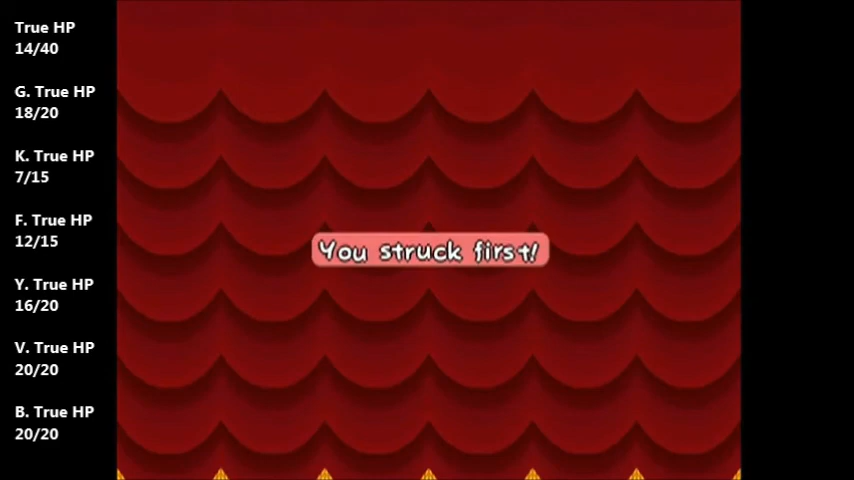 True HP
14/40
G. True HP
18/20
K. True HP
7/15
F. True HP
12/15
Y. True HP
16/20
V. True HP
20/20
B. True HP
20/20
You struck first!